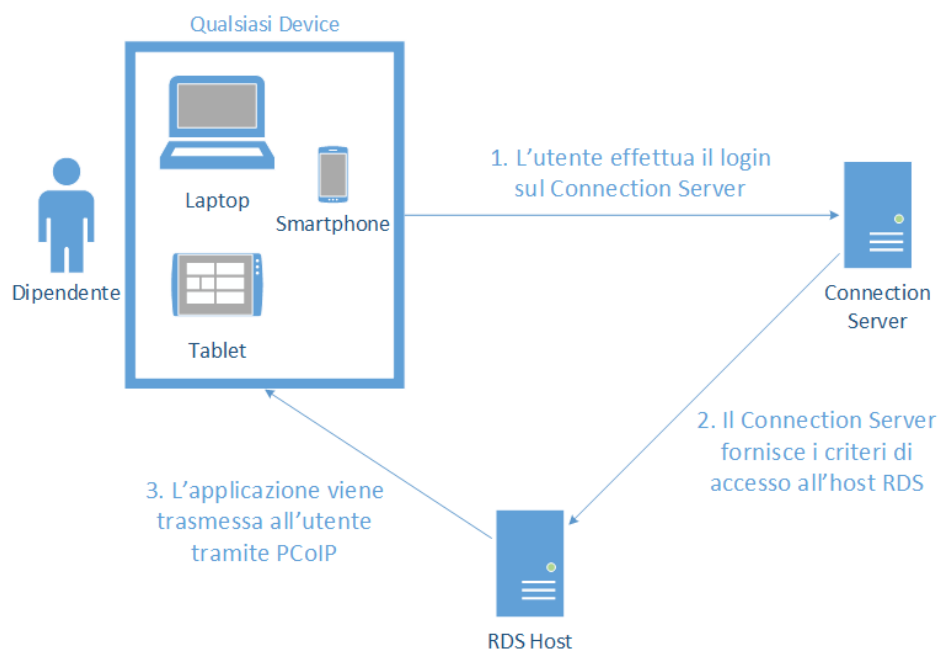 Qualsiasi Device
Laptop
Smartphone
Tablet
Dipendente
1. L’utente effettua il login
sul Connection Server
Connection
Server
2. Il Connection Server
fornisce i criteri di
accesso all’host RDS
3. L’applicazione viene
trasmessa all’utente
tramite PCoIP
RDS Host